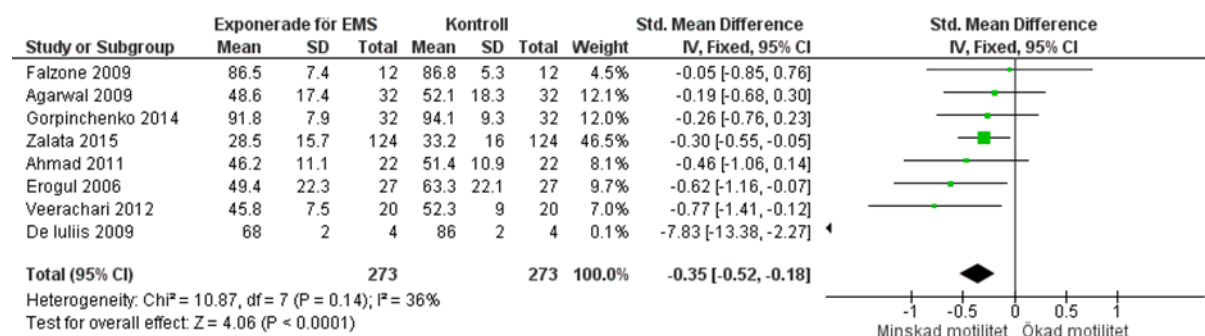 Exponerade för EMS Kontroll Std. Mean Difference Std. Mean Difference
Study or Subgroup Mean SD Total Mean SD Total Weight IV, Fixed, 95% CI IV, Fixed, 95% CI
Falzone 2009 86.5 7.4 12 86.8 5.3 12 4.5% -0.05 [-0.85, 0.76]
Agarwal 2009 48.6 17.4 32 52.1 18.3 32 12.1% -0.19 [-0.68, 0.30]
Gorpinchenko 2014 91.8 7.9 32 94.1 9.3 32 12.0% -0.26 [-0.76, 0.23]
Zalata 2015 28.5 15.7 124 33.2 16 124 46.5% -0.30 [-0.55, -0.05]
Ahmad 2011 46.2 11.1 22 51.4 10.9 22 8.1% -0.46 [-1.06, 0.14]
Erogul 2006 49.4 22.3 27 63.3 22.1 27 9.7% -0.62 [-1.16, -0.07]
Veerachari 2012 45.8 7.5 20 52.3 9 20 7.0% -0.77 [-1.41, -0.12]
De Iuliis 2009 68 2 4 86 2 4 0.1% -7.83 [-13.38, -2.27]
Total (95% CI) 273 273 100.0% -0.35 [-0.52, -0.18]
Heterogeneity: Chi² = 10.87, df = 7 (P = 0.14); I² = 36%
Test for overall effect: Z = 4.06 (P < 0.0001)
-1 -0.5 0 0.5 1
Minskad motilitet Ökad motilitet